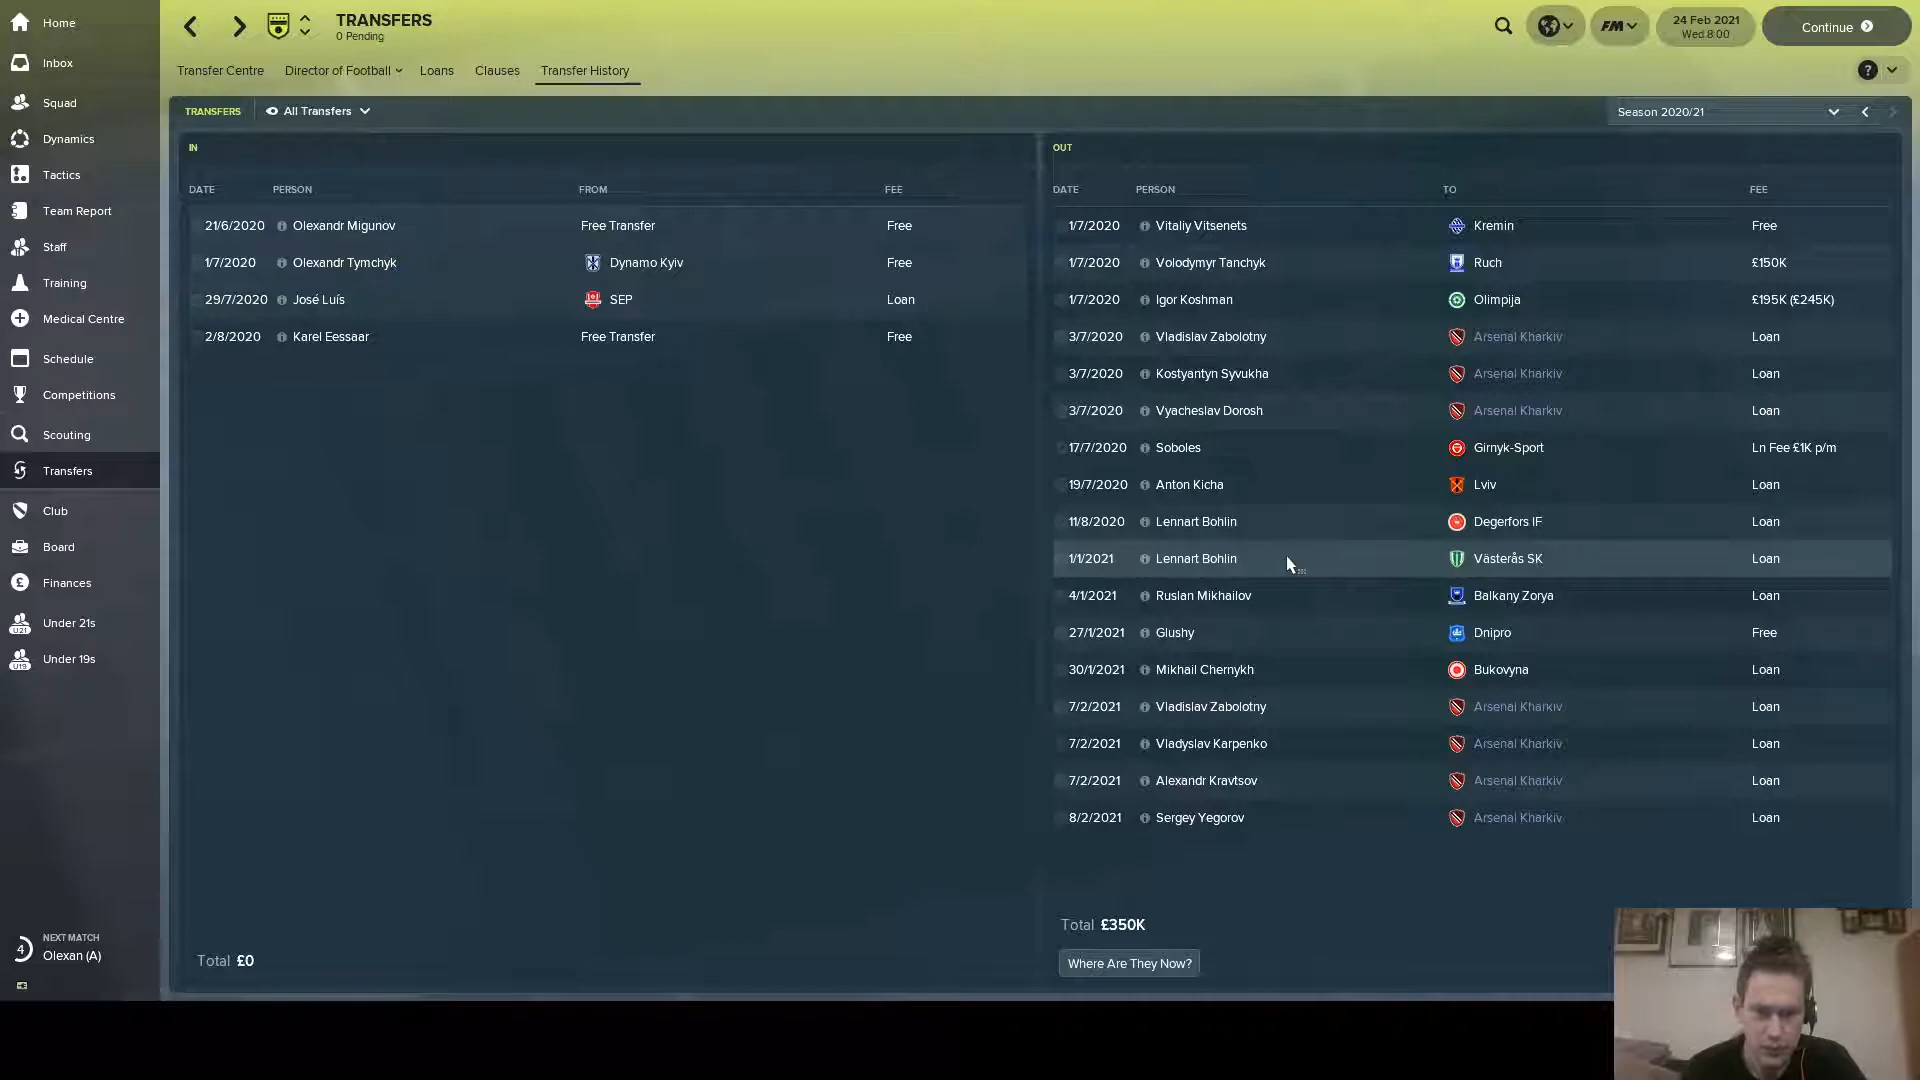 Home
Inbox
Squad
Dynamics
Tactics
Team Report
Staff
Training
Medical Centre
Schedule
Competitions
Scouting
Transfers
Club
Board
Finances
U21 Under 21s
U19 Under 19s
4 NEXT MATCH
Olexan (A)
TRANSFERS
0 Pending
FM
24 Feb 2021
Wed 8:00
Continue
Transfer Centre Director of Football Loans Clauses Transfer History
?
TRANSFERS All Transfers
Season 2020/21
IN
DATE PERSON FROM FEE
21/6/2020 Olexandr Migunov Free Transfer Free
1/7/2020 Olexandr Tymchyk Dynamo Kyiv Free
29/7/2020 José Luís SEP Loan
2/8/2020 Karel Eessaar Free Transfer Free
Total £0
OUT
DATE PERSON TO FEE
1/7/2020 Vitaliy Vitsenets Kremin Free
1/7/2020 Volodymyr Tanchyk Ruch £150K
1/7/2020 Igor Koshman Olimpija £195K (£245K)
3/7/2020 Vladislav Zabolotny Arsenal Kharkiv Loan
3/7/2020 Kostyantyn Syvukha Arsenal Kharkiv Loan
3/7/2020 Vyacheslav Dorosh Arsenal Kharkiv Loan
17/7/2020 Soboles Girnyk-Sport Ln Fee £1K p/m
19/7/2020 Anton Kicha Lviv Loan
11/8/2020 Lennart Bohlin Degerfors IF Loan
1/1/2021 Lennart Bohlin Västerås SK Loan
4/1/2021 Ruslan Mikhailov Balkany Zorya Loan
27/1/2021 Glushy Dnipro Free
30/1/2021 Mikhail Chernykh Bukovyna Loan
7/2/2021 Vladislav Zabolotny Arsenal Kharkiv Loan
7/2/2021 Vladyslav Karpenko Arsenal Kharkiv Loan
7/2/2021 Alexandr Kravtsov Arsenal Kharkiv Loan
8/2/2021 Sergey Yegorov Arsenal Kharkiv Loan
Total £350K
Where Are They Now?